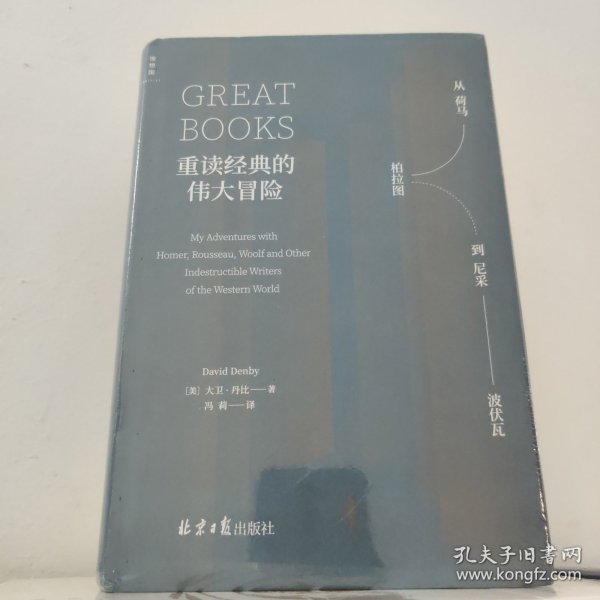 理想国
GREAT
BOOKS
重读经典的
伟大冒险
My Adventures with
Homer, Rousseau, Woolf and Other
Indestructible Writers
of the Western World
David Denby
[美] 大卫·丹比——著
冯 莉——译
北京日报出版社
从 荷马
柏拉图
到 尼采
波伏瓦
孔夫子旧书网
www.kongfz.com